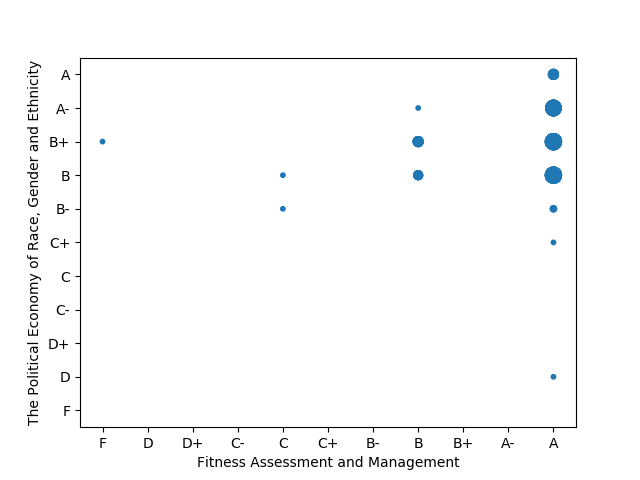 The Political Economy of Race, Gender and Ethnicity
A
A-
B+
B
B-
C+
C
C-
D+
D
F
F D D+ C- C C+ B- B B+ A- A
Fitness Assessment and Management